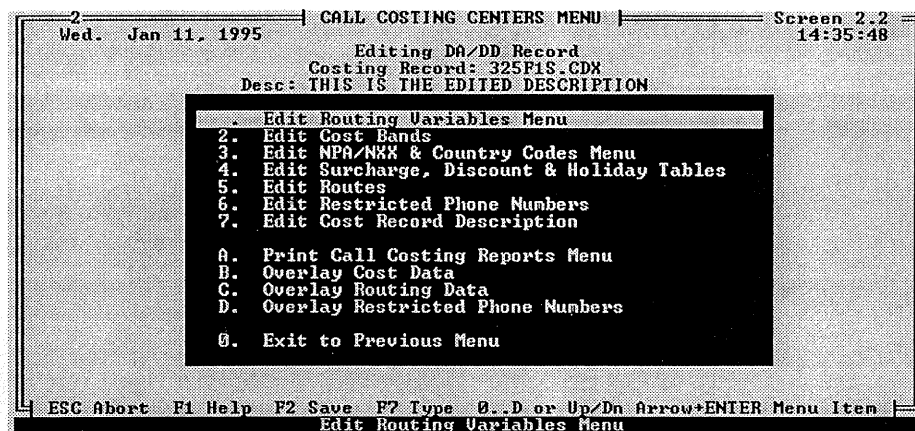 2 CALL COSTING CENTERS MENU Screen 2.2
Wed. Jan 11, 1995 14:35:48
Editing DA/DD Record
Costing Record: 325F1S.CDX
Desc: THIS IS THE EDITED DESCRIPTION
. Edit Routing Variables Menu
2. Edit Cost Bands
3. Edit NPA/NXX & Country Codes Menu
4. Edit Surcharge, Discount & Holiday Tables
5. Edit Routes
6. Edit Restricted Phone Numbers
7. Edit Cost Record Description
A. Print Call Costing Reports Menu
B. Overlay Cost Data
C. Overlay Routing Data
D. Overlay Restricted Phone Numbers
0. Exit to Previous Menu
ESC Abort F1 Help F2 Save F7 Type 0..D or Up/Dn Arrow+ENTER Menu Item
Edit Routing Variables Menu